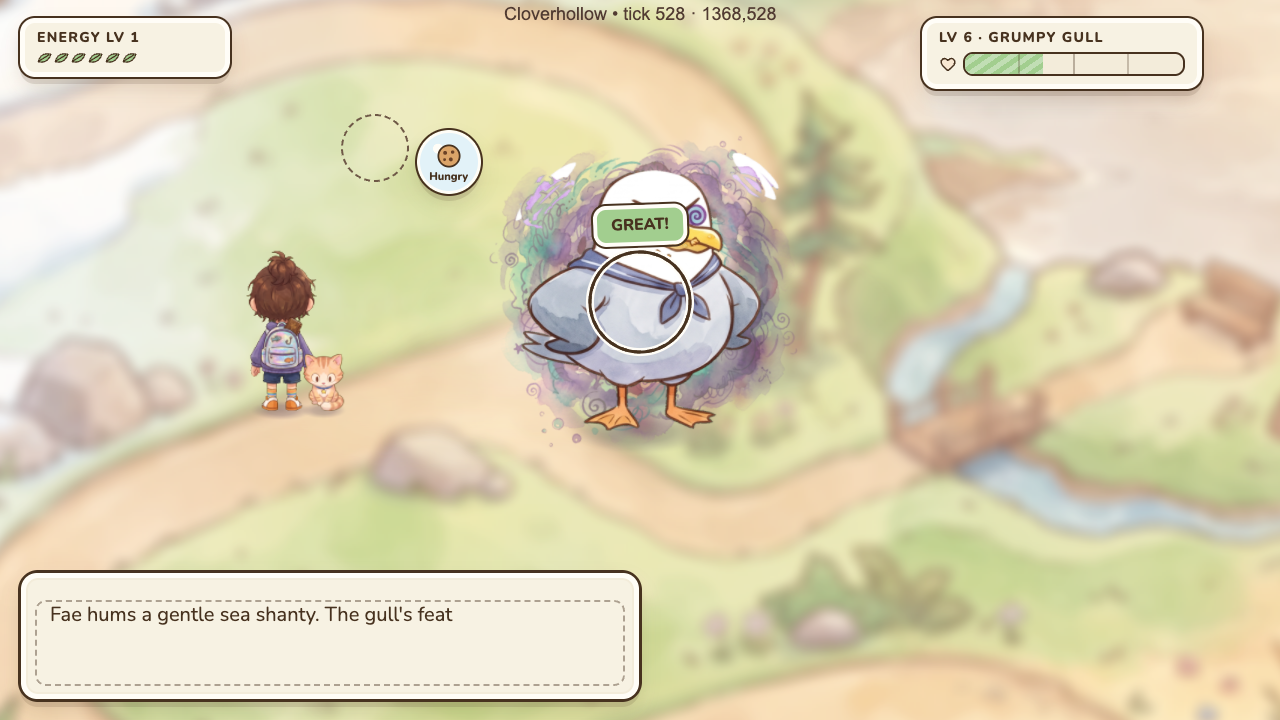 Cloverhollow • tick 528 · 1368,528
ENERGY LV 1
LV 6 · GRUMPY GULL
Hungry
GREAT!
Fae hums a gentle sea shanty. The gull's feat